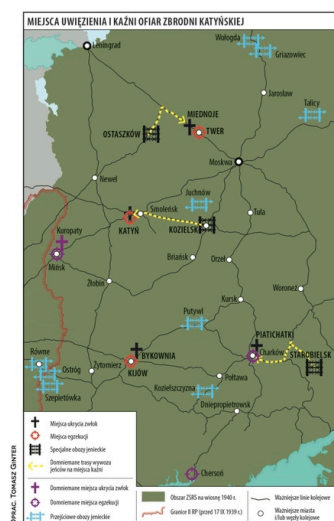 MIEJSCA UWIĘZIENIA I KAŹNI OFIAR ZBRODNI KATYŃSKIEJ
Leningrad
Wołogda
Griazowiec
Jarosław
Talicy
MIEDNOJE
OSTASZKÓW
TWER
Moskwa
Newel
Juchnów
Smoleńsk
Tuła
KATYŃ
KOZIELSK
Kuropaty
Mińsk
Briańsk
Orzeł
Żłobin
Woroneż
Kursk
Putywl
PIATICHATKI
Równe
BYKOWNIA
Charków
STAROBIELSK
Ostróg
Żytomierz
KIJÓW
Szepietówka
Połtawa
Kozielszczyzna
Dniepropietrowsk
Chersoń
Miejsca ukrycia zwłok
Miejsca egzekucji
Specjalne obozy jenieckie
Domniemane trasy wywozu
jeńców na miejsca kaźni
Domniemane miejsca ukrycia zwłok
Domniemane miejsca egzekucji
Przejściowe obozy jenieckie
Obszar ZSRS na wiosnę 1940 r.
Granice II RP (przed 17 IX 1939 r.)
Ważniejsze linie kolejowe
Ważniejsze miasta
i/lub węzły kolejowe
OPRAC. TOMASZ GINTER